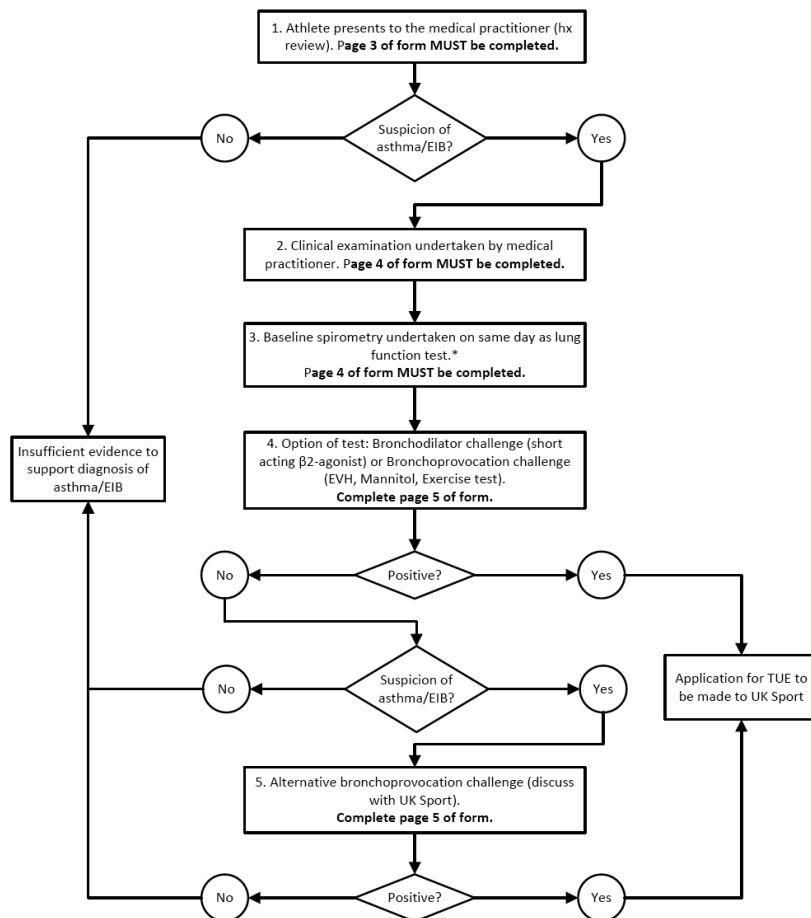 1. Athlete presents to the medical practitioner (hx
review). Page 3 of form MUST be completed.
No
Suspicion of
asthma/EIB?
Yes
2. Clinical examination undertaken by medical
practitioner. Page 4 of form MUST be completed.
3. Baseline spirometry undertaken on same day as lung
function test.*
Page 4 of form MUST be completed.
Insufficient evidence to
support diagnosis of
asthma/EIB
4. Option of test: Bronchodilator challenge (short
acting β2-agonist) or Bronchoprovocation challenge
(EVH, Mannitol, Exercise test).
Complete page 5 of form.
No
Positive?
Yes
No
Suspicion of
asthma/EIB?
Yes
Application for TUE to
be made to UK Sport
5. Alternative bronchoprovocation challenge (discuss
with UK Sport).
Complete page 5 of form.
No
Positive?
Yes